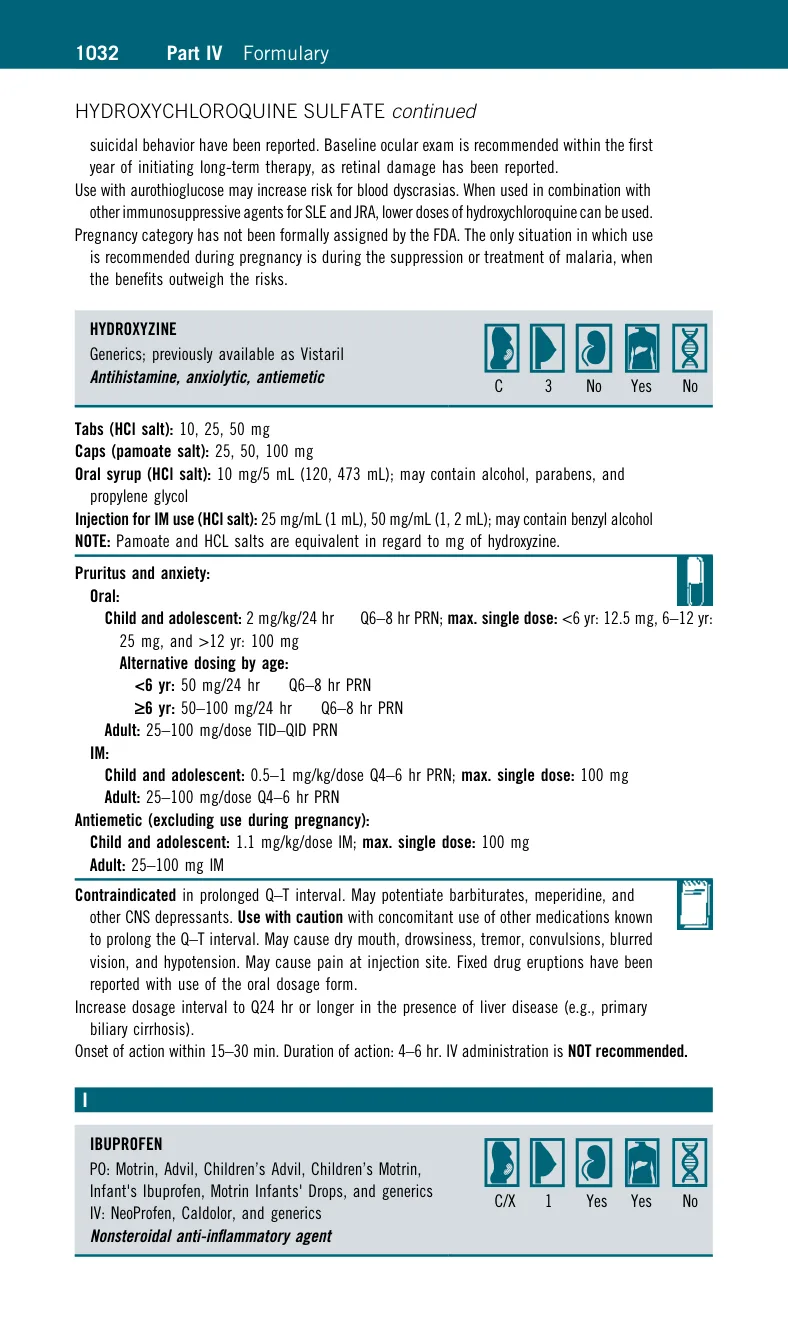 1032 Part IV Formulary
HYDROXYCHLOROQUINE SULFATE continued
suicidal behavior have been reported. Baseline ocular exam is recommended within the first
year of initiating long-term therapy, as retinal damage has been reported.
Use with aurothioglucose may increase risk for blood dyscrasias. When used in combination with
other immunosuppressive agents for SLE and JRA, lower doses of hydroxychloroquine can be used.
Pregnancy category has not been formally assigned by the FDA. The only situation in which use
is recommended during pregnancy is during the suppression or treatment of malaria, when
the benefits outweigh the risks.
HYDROXYZINE
Generics; previously available as Vistaril
Antihistamine, anxiolytic, antiemetic
C 3 No Yes No
Tabs (HCl salt): 10, 25, 50 mg
Caps (pamoate salt): 25, 50, 100 mg
Oral syrup (HCl salt): 10 mg/5 mL (120, 473 mL); may contain alcohol, parabens, and
propylene glycol
Injection for IM use (HCl salt): 25 mg/mL (1 mL), 50 mg/mL (1, 2 mL); may contain benzyl alcohol
NOTE: Pamoate and HCL salts are equivalent in regard to mg of hydroxyzine.
Pruritus and anxiety:
Oral:
Child and adolescent: 2 mg/kg/24 hr Q6–8 hr PRN; max. single dose: <6 yr: 12.5 mg, 6–12 yr:
25 mg, and >12 yr: 100 mg
Alternative dosing by age:
<6 yr: 50 mg/24 hr Q6–8 hr PRN
≥6 yr: 50–100 mg/24 hr Q6–8 hr PRN
Adult: 25–100 mg/dose TID–QID PRN
IM:
Child and adolescent: 0.5–1 mg/kg/dose Q4–6 hr PRN; max. single dose: 100 mg
Adult: 25–100 mg/dose Q4–6 hr PRN
Antiemetic (excluding use during pregnancy):
Child and adolescent: 1.1 mg/kg/dose IM; max. single dose: 100 mg
Adult: 25–100 mg IM
Contraindicated in prolonged Q–T interval. May potentiate barbiturates, meperidine, and
other CNS depressants. Use with caution with concomitant use of other medications known
to prolong the Q–T interval. May cause dry mouth, drowsiness, tremor, convulsions, blurred
vision, and hypotension. May cause pain at injection site. Fixed drug eruptions have been
reported with use of the oral dosage form.
Increase dosage interval to Q24 hr or longer in the presence of liver disease (e.g., primary
biliary cirrhosis).
Onset of action within 15–30 min. Duration of action: 4–6 hr. IV administration is NOT recommended.
I
IBUPROFEN
PO: Motrin, Advil, Children’s Advil, Children’s Motrin,
Infant's Ibuprofen, Motrin Infants' Drops, and generics
IV: NeoProfen, Caldolor, and generics
Nonsteroidal anti-inflammatory agent
C/X 1 Yes Yes No